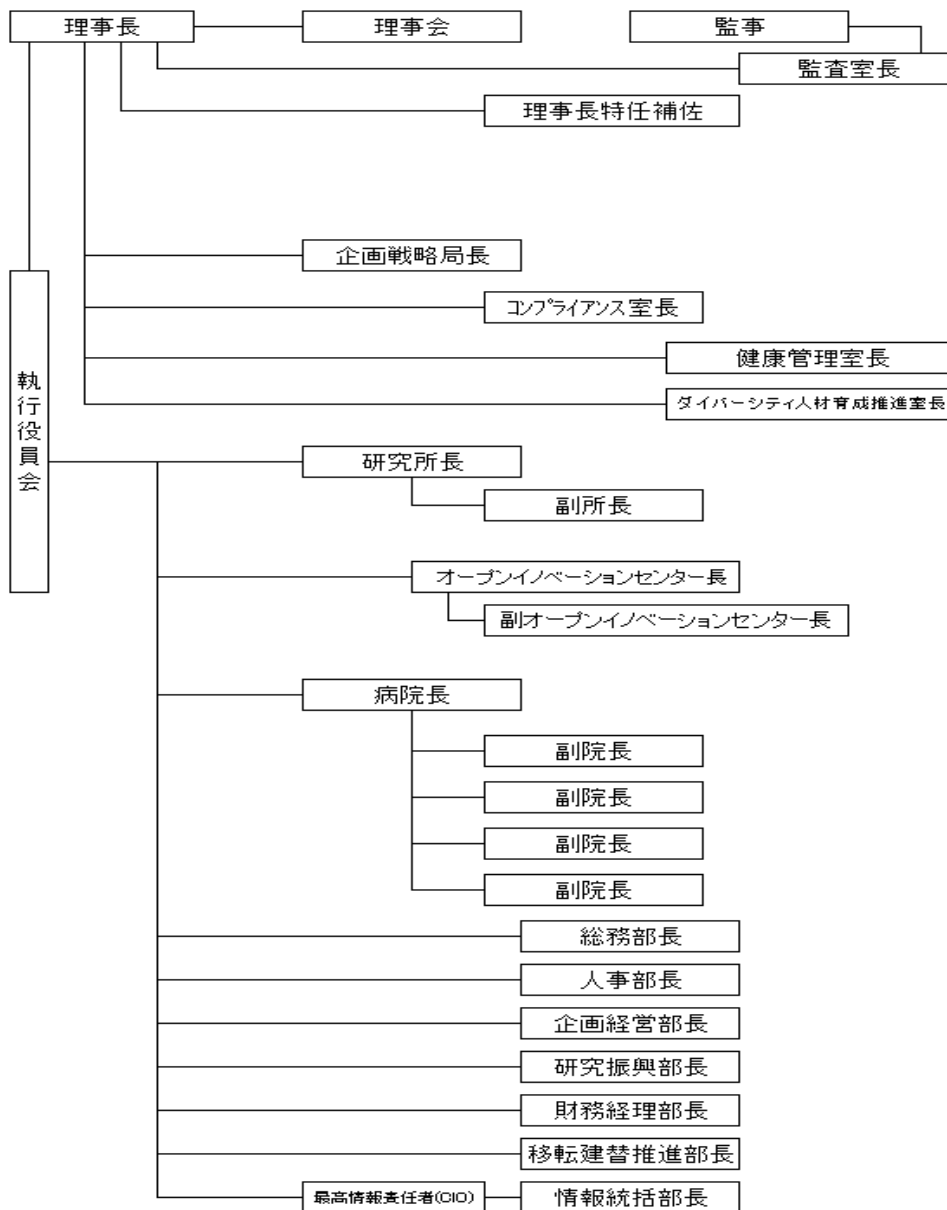 理事長
理事会
監事
監査室長
理事長特任補佐
企画戦略局長
コンプライアンス室長
健康管理室長
ダイバーシティ人材育成推進室長
執行役員会
研究所長
副所長
オープンイノベーションセンター長
副オープンイノベーションセンター長
病院長
副院長
副院長
副院長
副院長
総務部長
人事部長
企画経営部長
研究振興部長
財務経理部長
移転建替推進部長
最高情報責任者(CIO)
情報統括部長